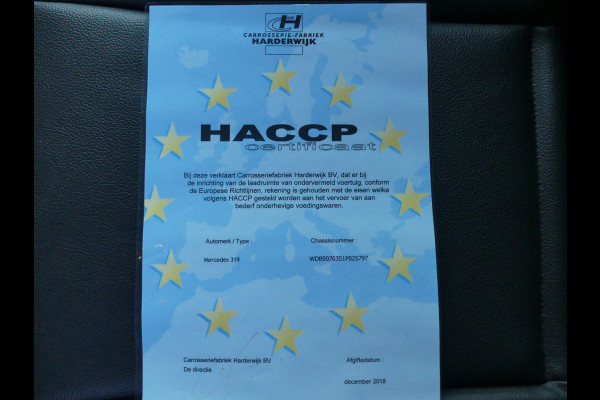 CH
CARROSSERIE-FABRIEK
HARDERWIJK
HACCP
certificaat
Bij deze verklaart Carrosseriefabriek Harderwijk BV, dat er bij
de inrichting van de laadruimte van ondervermeld voertuig, conform
de Europese Richtlijnen, rekening is gehouden met de eisen welke
volgens HACCP gesteld worden aan het vervoer van aan
bederf onderhevige voedingswaren.
Automerk / Type : Chassisnummer :
Mercedes 319 WDB9076351P025797
Carrosseriefabriek Harderwijk BV Afgiftedatum :
De directie
december 2018